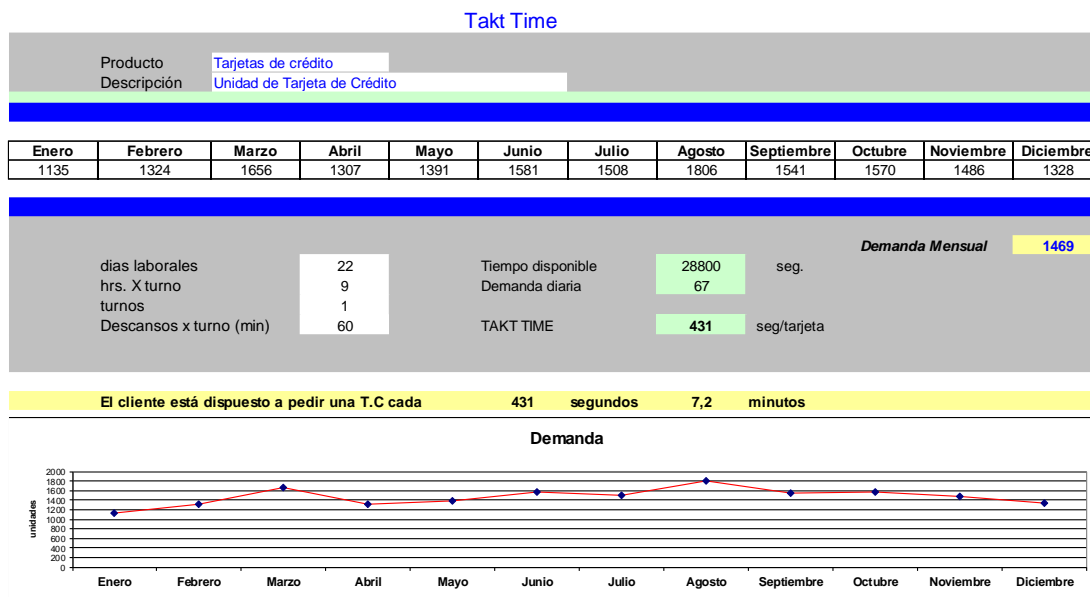 Takt Time
Producto Tarjetas de crédito
Descripción Unidad de Tarjeta de Crédito
Enero Febrero Marzo Abril Mayo Junio Julio Agosto Septiembre Octubre Noviembre Diciembre
1135 1324 1656 1307 1391 1581 1508 1806 1541 1570 1486 1328
Demanda Mensual 1469
dias laborales 22 Tiempo disponible 28800 seg.
hrs. X turno 9 Demanda diaria 67
turnos 1
Descansos x turno (min) 60 TAKT TIME 431 seg/tarjeta
El cliente está dispuesto a pedir una T.C cada 431 segundos 7,2 minutos
Demanda
unidades
2000
1800
1600
1400
1200
1000
800
600
400
200
0
Enero Febrero Marzo Abril Mayo Junio Julio Agosto Septiembre Octubre Noviembre Diciembre